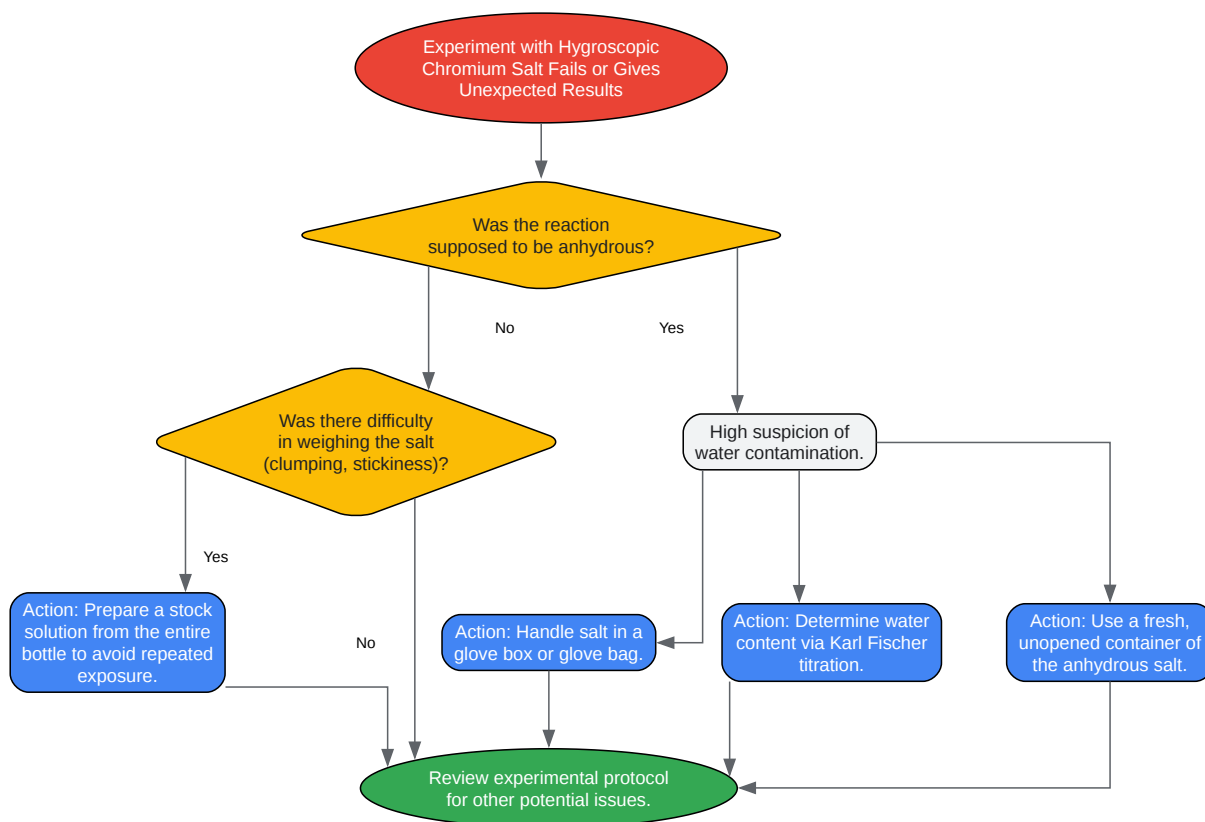 Experiment with Hygroscopic
Chromium Salt Fails or Gives
Unexpected Results
Was the reaction
supposed to be anhydrous?
No
Yes
Was there difficulty
in weighing the salt
(clumping, stickiness)?
High suspicion of
water contamination.
Yes
Action: Prepare a stock
solution from the entire
bottle to avoid repeated
exposure.
No
Action: Handle salt in a
glove box or glove bag.
Action: Determine water
content via Karl Fischer
titration.
Action: Use a fresh,
unopened container of
the anhydrous salt.
Review experimental protocol
for other potential issues.